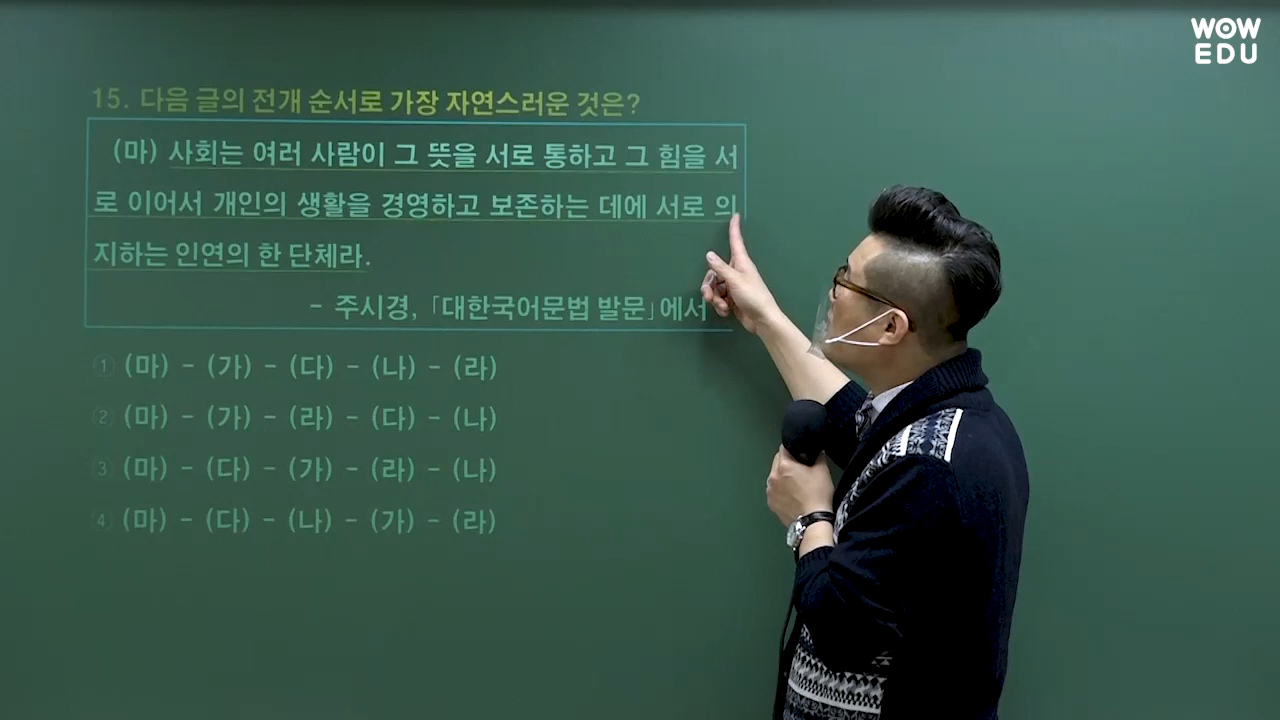 WOW
EDU
15. 다음 글의 전개 순서로 가장 자연스러운 것은?
(마) 사회는 여러 사람이 그 뜻을 서로 통하고 그 힘을 서
로 이어서 개인의 생활을 경영하고 보존하는 데에 서로 의
지하는 인연의 한 단체라.
- 주시경, 「대한국어문법 발문」에서
① (마) - (가) - (다) - (나) - (라)
② (마) - (가) - (라) - (다) - (나)
③ (마) - (다) - (가) - (라) - (나)
④ (마) - (다) - (나) - (가) - (라)